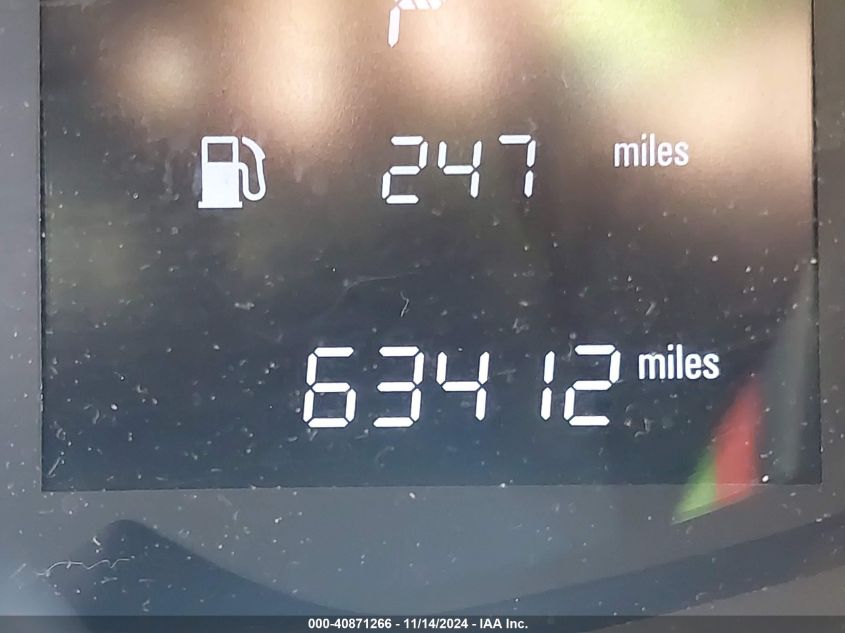 247 miles
63412 miles
000-40871266 - 11/14/2024 - IAA Inc.